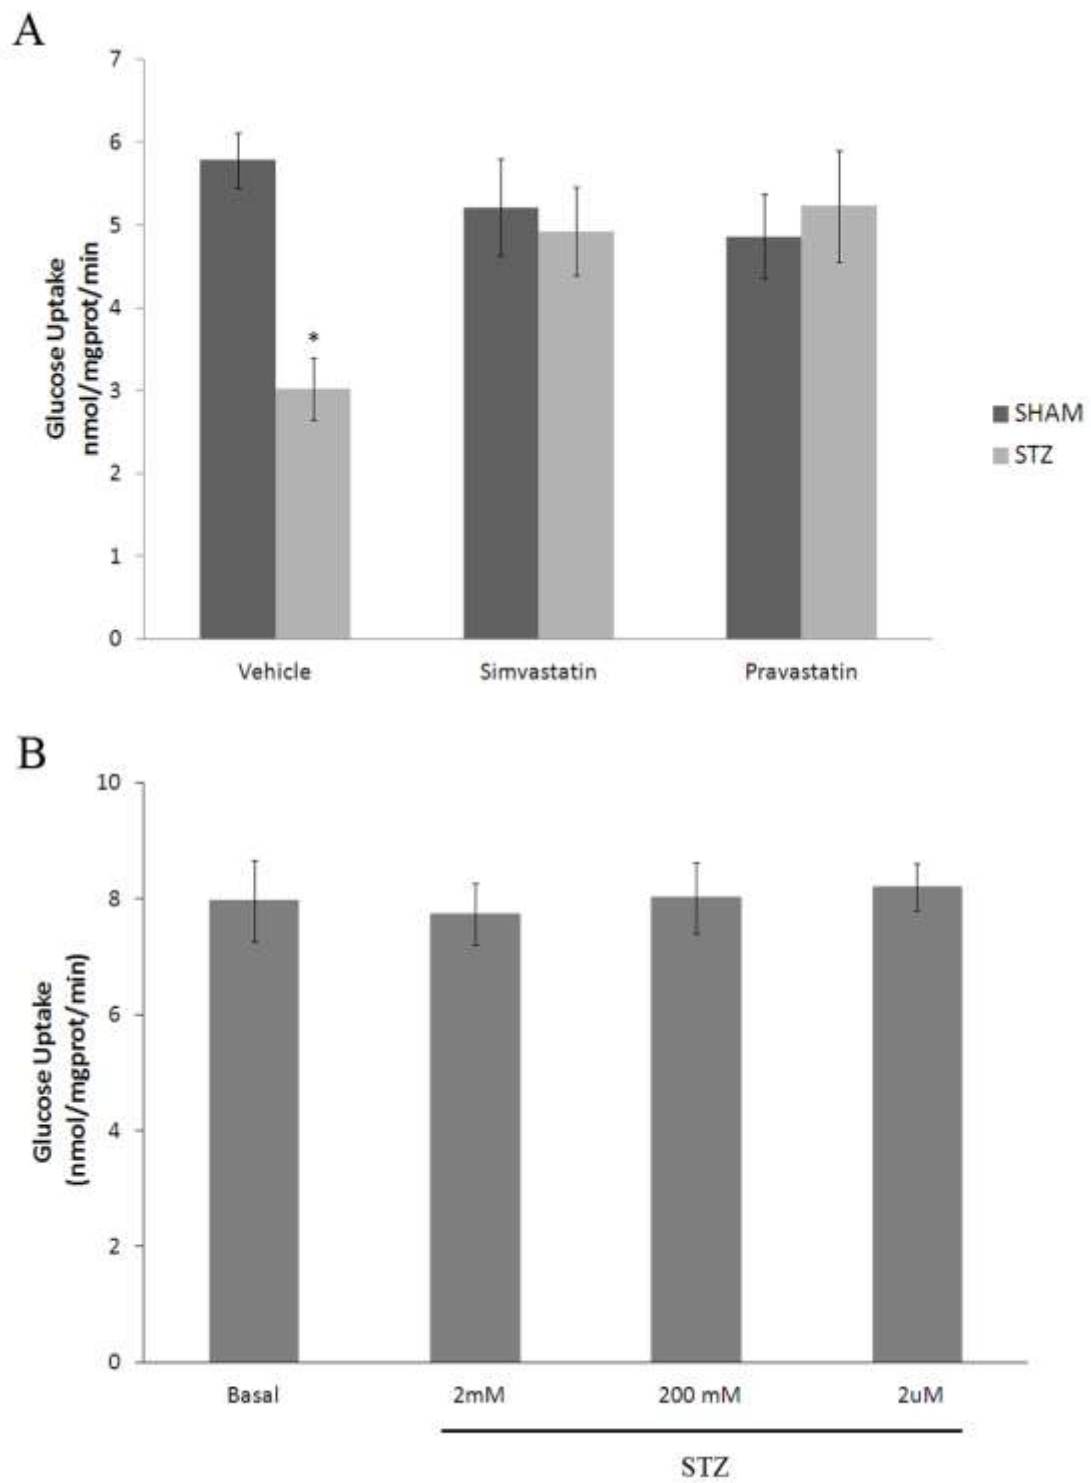 A
7
6
5
4
3
2
1
0
Glucose Uptake
nmol/mgprot/min
*
SHAM
STZ
Vehicle Simvastatin Pravastatin
B
10
8
6
4
2
0
Glucose Uptake
(nmol/mgprot/min)
Basal 2mM 200 mM 2uM
STZ